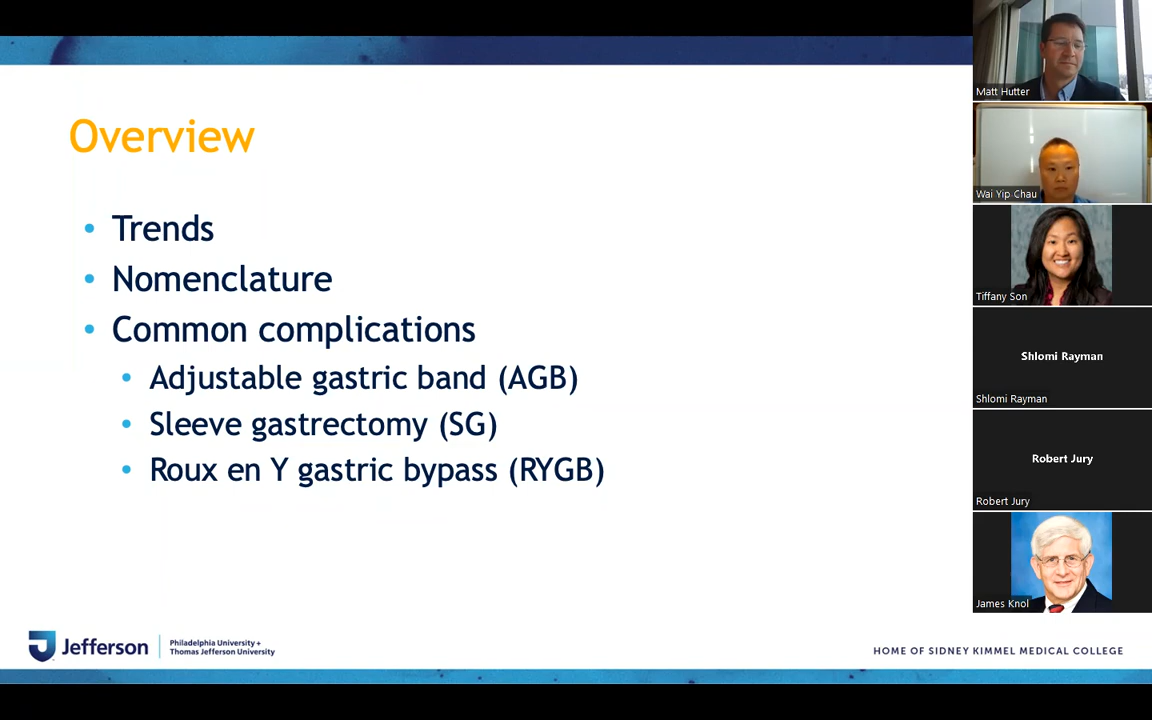 Overview
Trends
Nomenclature
Common complications
Adjustable gastric band (AGB)
Sleeve gastrectomy (SG)
Roux en Y gastric bypass (RYGB)
Jefferson
Philadelphia University +
Thomas Jefferson University
HOME OF SIDNEY KIMMEL MEDICAL COLLEGE
Matt Hutter
Wai Yip Chau
Tiffany Son
Shlomi Rayman
Shlomi Rayman
Robert Jury
Robert Jury
James Knol